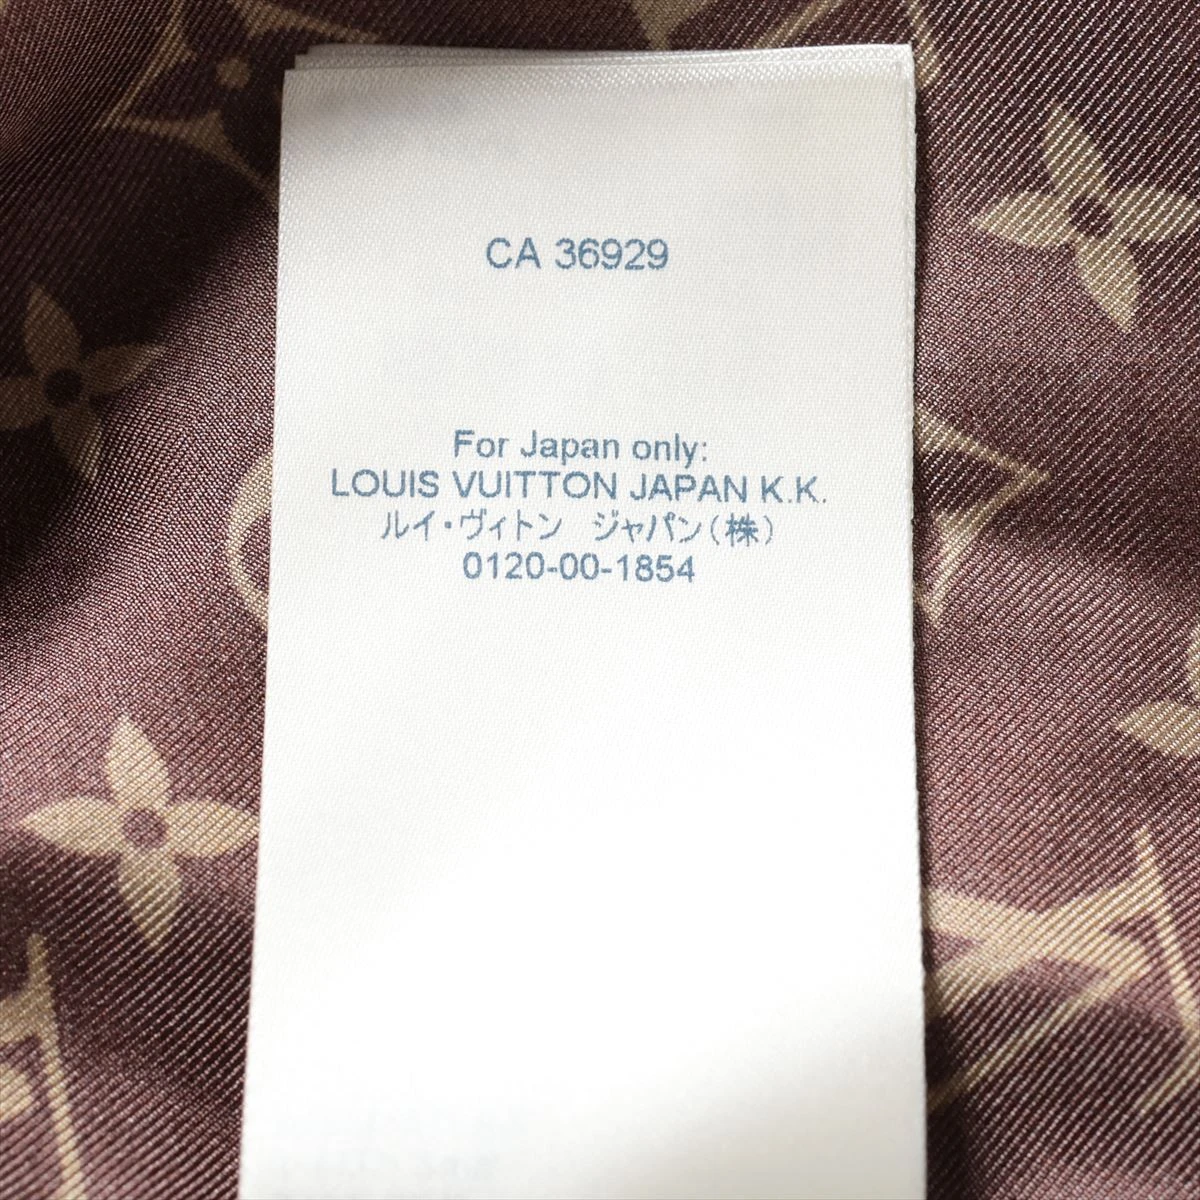 CA 36929
For Japan only:
LOUIS VUITTON JAPAN K.K.
ルイ・ヴィトン　ジャパン(株)
0120-00-1854